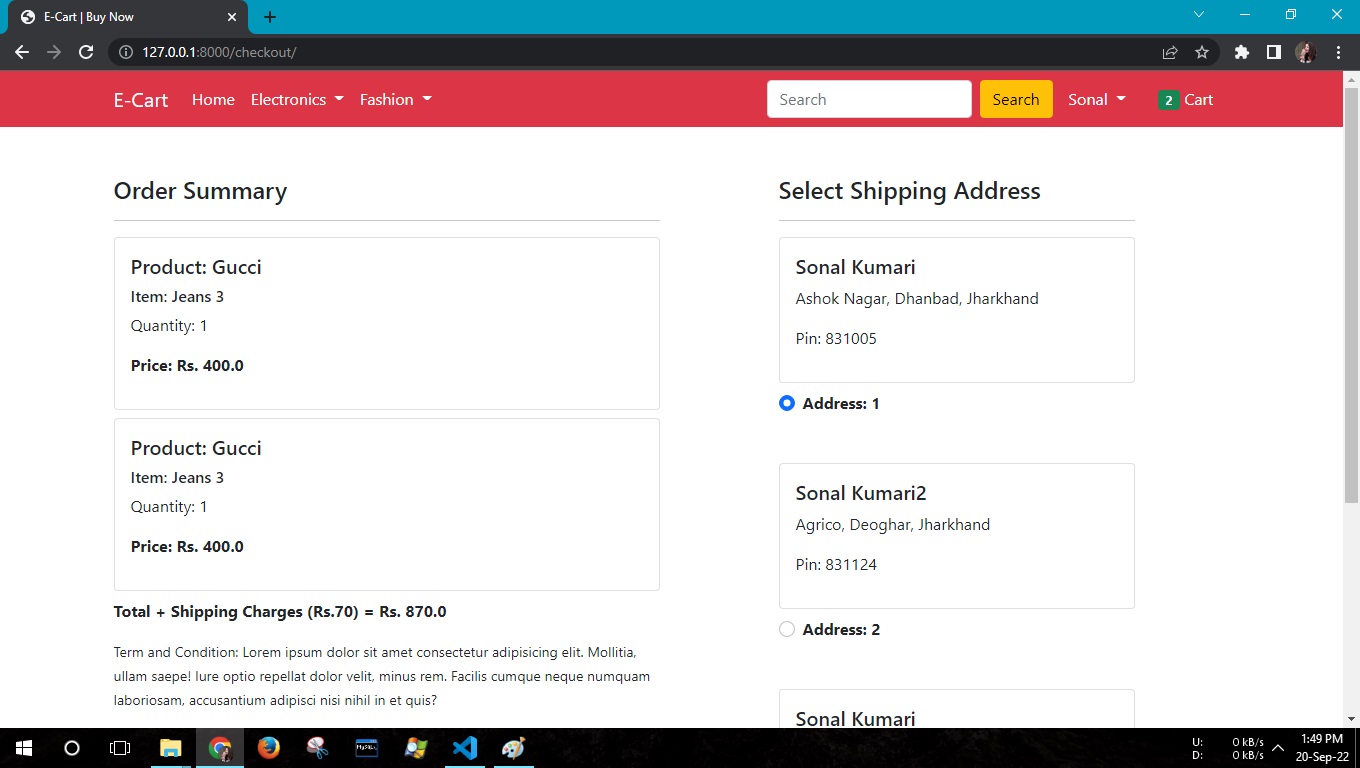 E-Cart | Buy Now
127.0.0.1:8000/checkout/
E-Cart Home Electronics Fashion Search Search Sonal 2 Cart
Order Summary
Product: Gucci
Item: Jeans 3
Quantity: 1
Price: Rs. 400.0
Product: Gucci
Item: Jeans 3
Quantity: 1
Price: Rs. 400.0
Total + Shipping Charges (Rs.70) = Rs. 870.0
Term and Condition: Lorem ipsum dolor sit amet consectetur adipisicing elit. Mollitia,
ullam saepe! Iure optio repellat dolor velit, minus rem. Facilis cumque neque numquam
laboriosam, accusantium adipisci nisi nihil in et quis?
Select Shipping Address
Sonal Kumari
Ashok Nagar, Dhanbad, Jharkhand
Pin: 831005
Address: 1
Sonal Kumari2
Agrico, Deoghar, Jharkhand
Pin: 831124
Address: 2
Sonal Kumari
U: 0 kB/s
D: 0 kB/s
1:49 PM
20-Sep-22